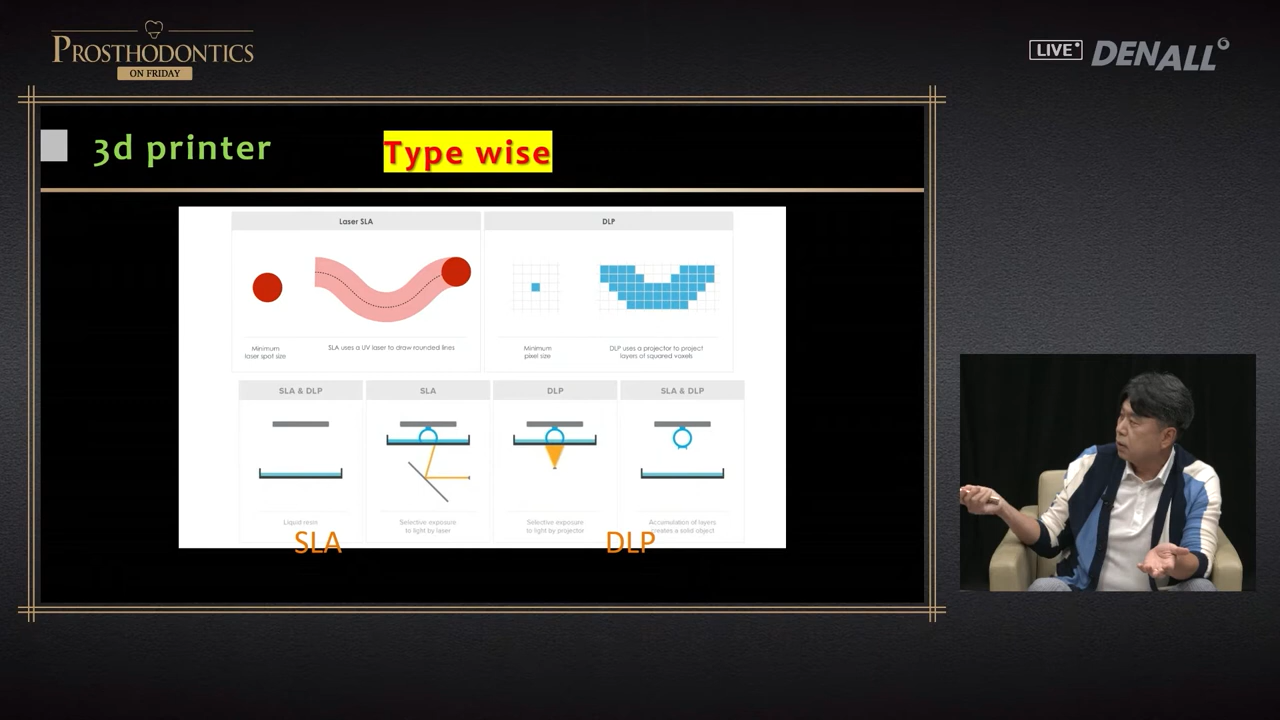 PROSTHODONTICS
ON FRIDAY
LIVE
DENALL
3d printer
Type wise
Laser SLA
DLP
Minimum
laser spot size
SLA uses a UV laser to draw rounded lines
Minimum
pixel size
DLP uses a projector to project
layers of squared voxels
SLA & DLP
SLA
DLP
SLA & DLP
Liquid resin
Selective exposure
to light by laser
Selective exposure
to light by projector
Accumulation of layers
creates a solid object
SLA
DLP